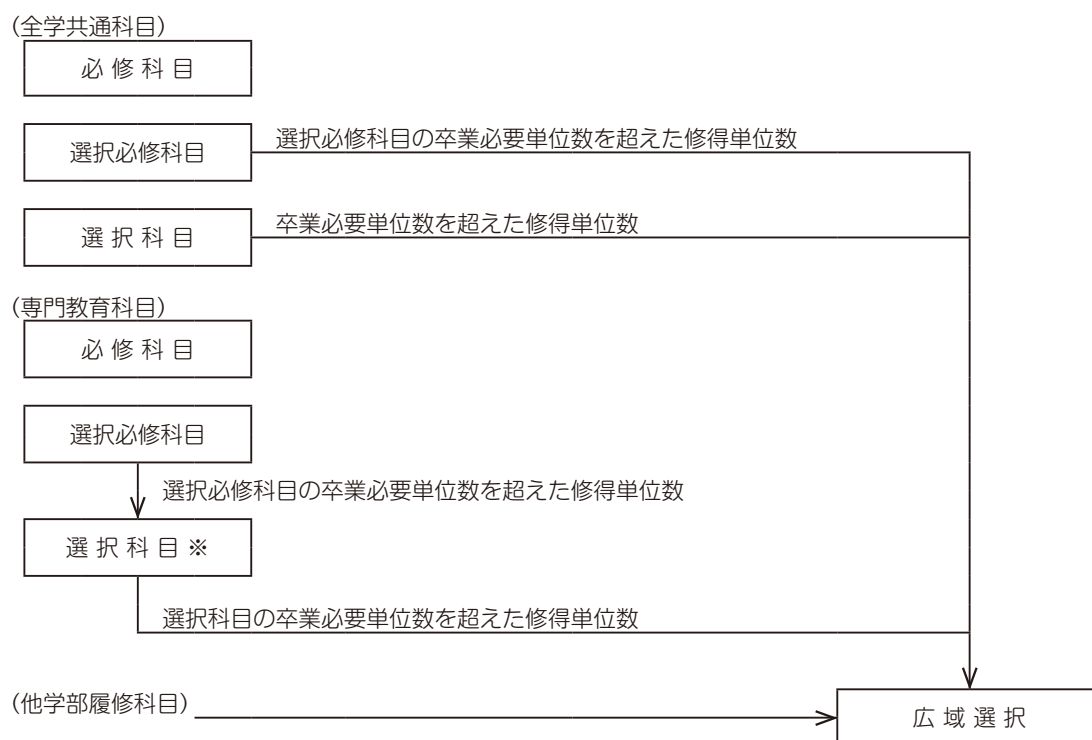 (全学共通科目)
必 修 科 目
選択必修科目の卒業必要単位数を超えた修得単位数
選択必修科目
卒業必要単位数を超えた修得単位数
選 択 科 目
(専門教育科目)
必 修 科 目
選択必修科目
選択必修科目の卒業必要単位数を超えた修得単位数
選 択 科 目 ※
選択科目の卒業必要単位数を超えた修得単位数
(他学部履修科目)
広 域 選 択